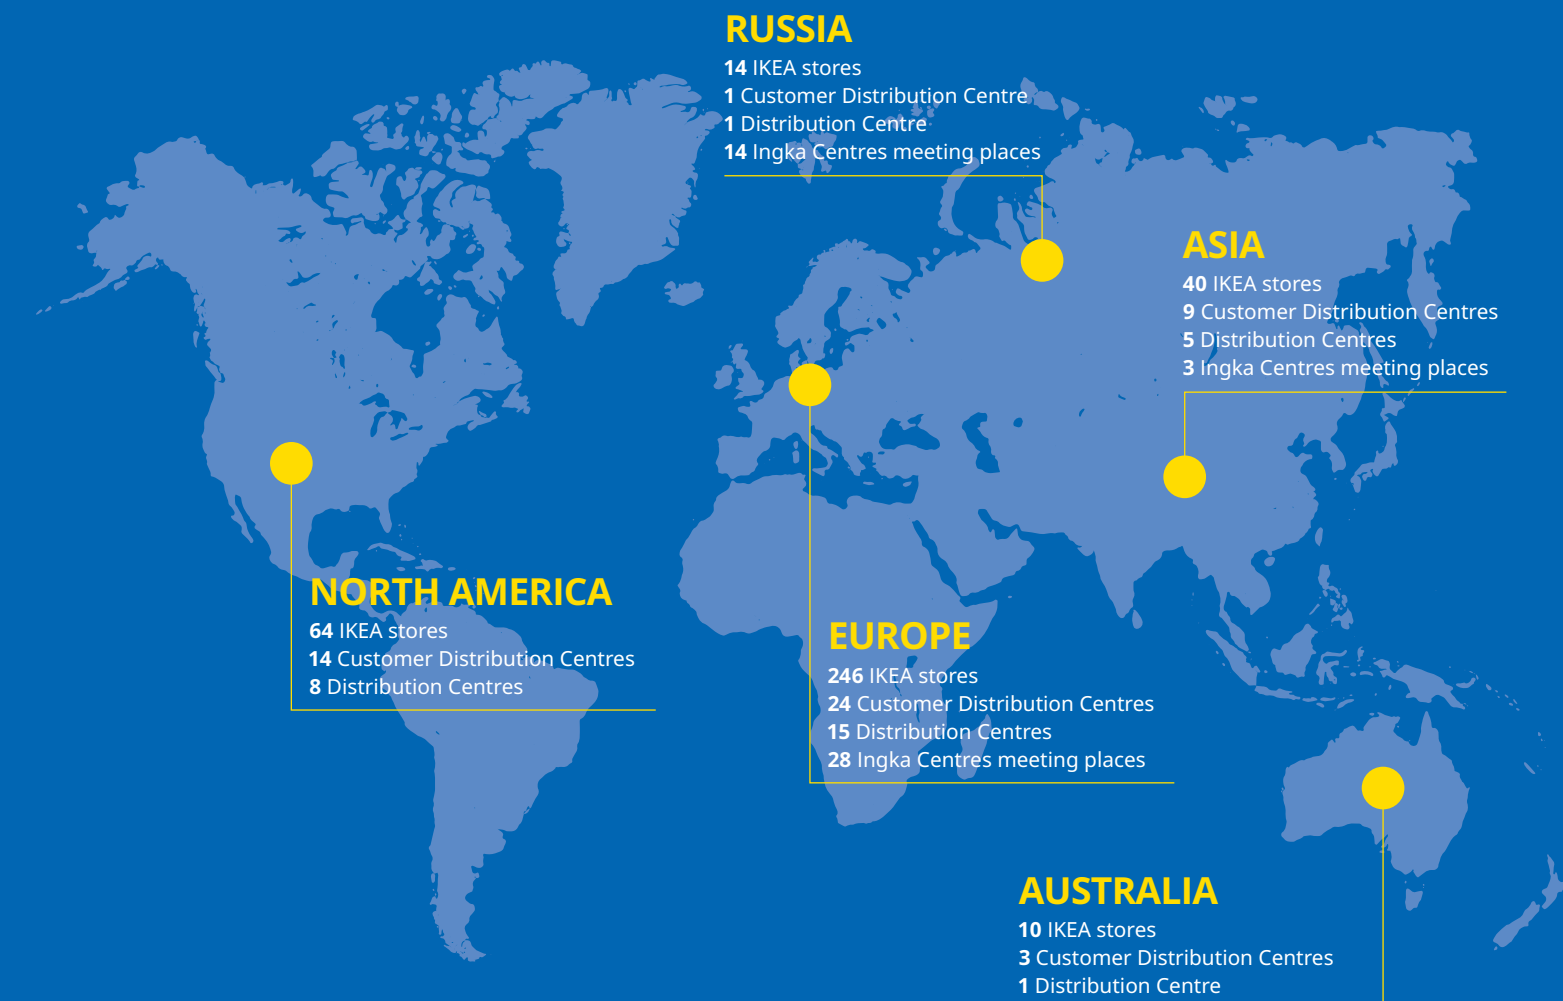 RUSSIA
14 IKEA stores
1 Customer Distribution Centre
1 Distribution Centre
14 Ingka Centres meeting places
ASIA
40 IKEA stores
9 Customer Distribution Centres
5 Distribution Centres
3 Ingka Centres meeting places
NORTH AMERICA
64 IKEA stores
14 Customer Distribution Centres
8 Distribution Centres
EUROPE
246 IKEA stores
24 Customer Distribution Centres
15 Distribution Centres
28 Ingka Centres meeting places
AUSTRALIA
10 IKEA stores
3 Customer Distribution Centres
1 Distribution Centre